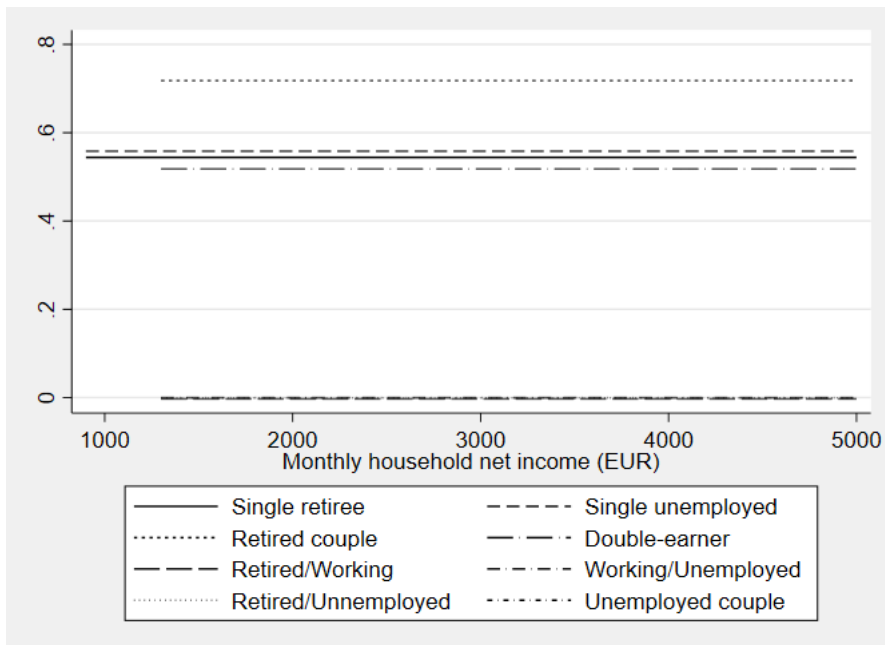 .8
.6
.4
.2
0
1000 2000 3000 4000 5000
Monthly household net income (EUR)
Single retiree Single unemployed
Retired couple Double-earner
Retired/Working Working/Unemployed
Retired/Unnemployed Unemployed couple